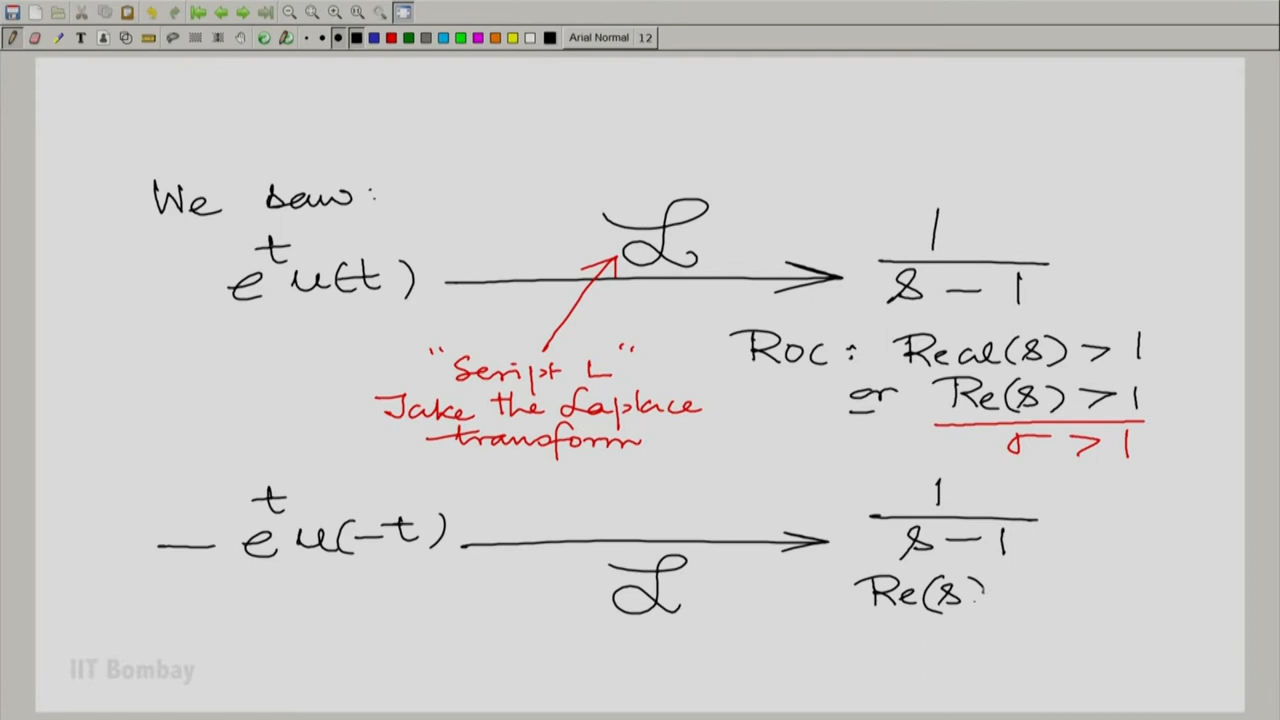 Arial Normal 12
We saw:
e^t u(t) ℒ 1/(s-1)
"Script L"
Take the Laplace
transform
ROC: Real(s) > 1
or Re(s) > 1
σ > 1
— e^t u(-t) ℒ 1/(s-1)
Re(s)
IIT Bombay